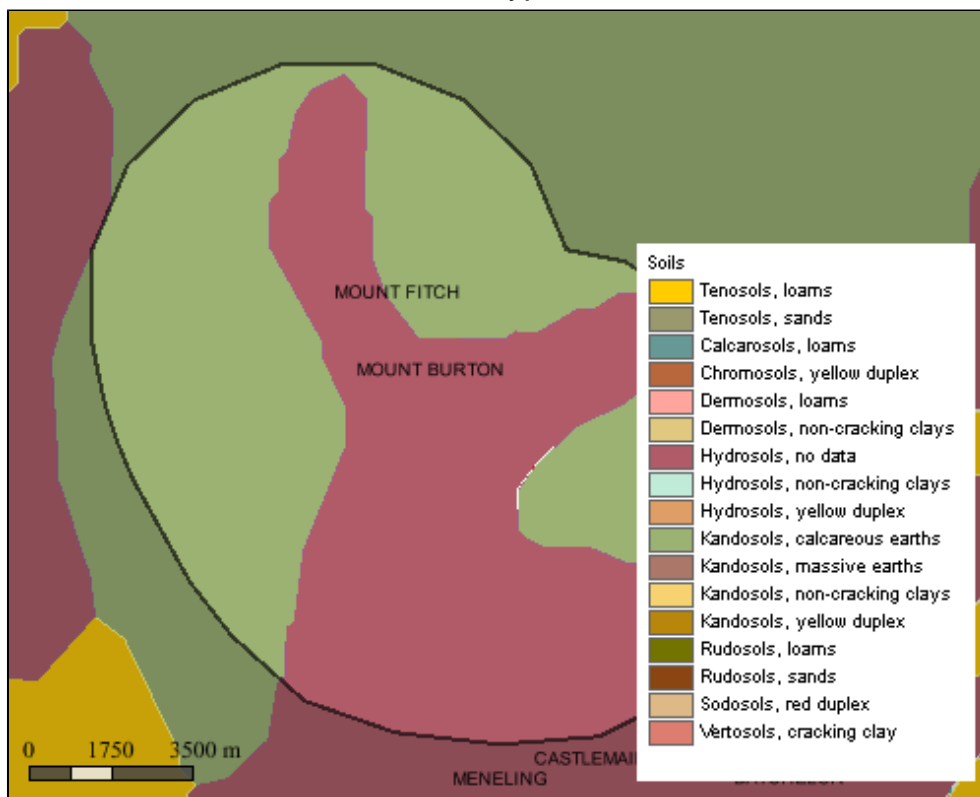 MOUNT FITCH
MOUNT BURTON
Soils
Tenosols, loams
Tenosols, sands
Calcarosols, loams
Chromosols, yellow duplex
Dermosols, loams
Dermosols, non-cracking clays
Hydrosols, no data
Hydrosols, non-cracking clays
Hydrosols, yellow duplex
Kandosols, calcareous earths
Kandosols, massive earths
Kandosols, non-cracking clays
Kandosols, yellow duplex
Rudosols, loams
Rudosols, sands
Sodosols, red duplex
Vertosols, cracking clay
0 1750 3500 m
MENELING